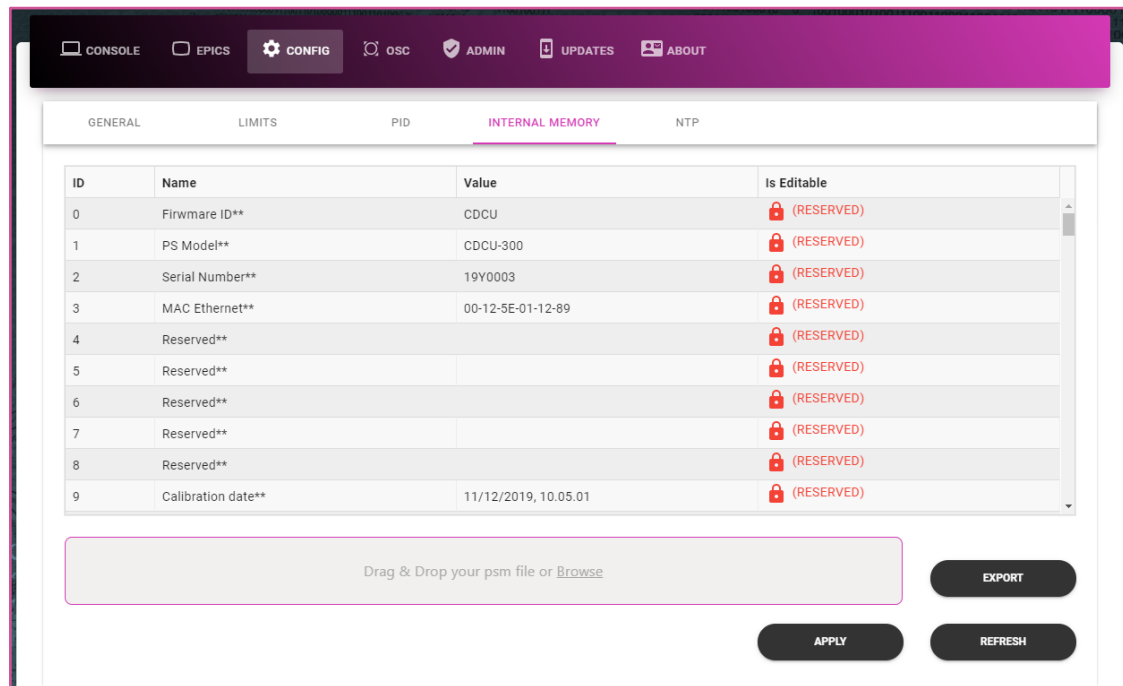 CONSOLE EPICS CONFIG OSC ADMIN UPDATES ABOUT
GENERAL LIMITS PID INTERNAL MEMORY NTP
ID Name Value Is Editable
0 Firwmare ID** CDCU (RESERVED)
1 PS Model** CDCU-300 (RESERVED)
2 Serial Number** 19Y0003 (RESERVED)
3 MAC Ethernet** 00-12-5E-01-12-89 (RESERVED)
4 Reserved** (RESERVED)
5 Reserved** (RESERVED)
6 Reserved** (RESERVED)
7 Reserved** (RESERVED)
8 Reserved** (RESERVED)
9 Calibration date** 11/12/2019, 10.05.01 (RESERVED)
Drag & Drop your psm file or Browse
EXPORT
APPLY REFRESH